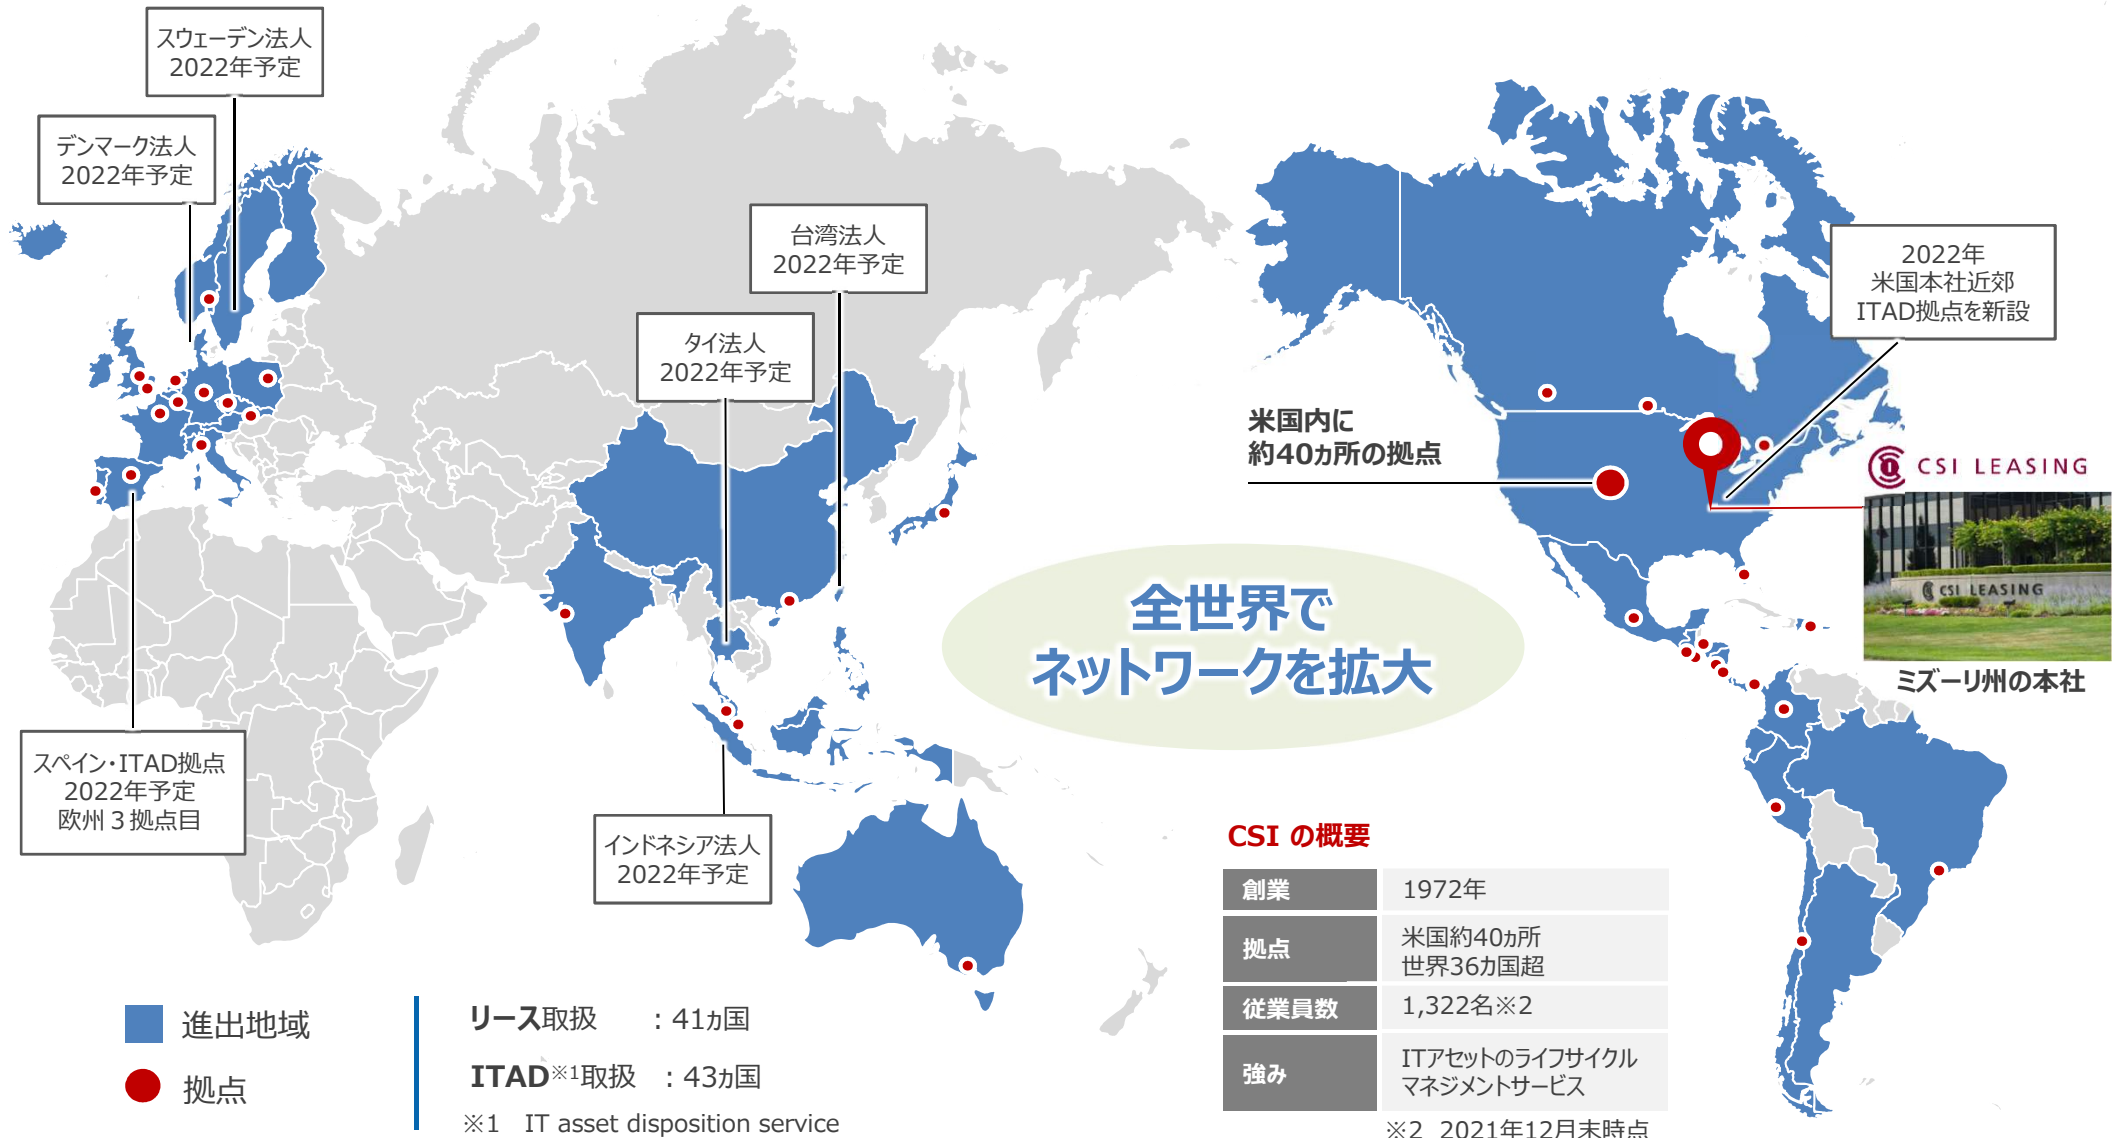 スウェーデン法人
2022年予定
デンマーク法人
2022年予定
台湾法人
2022年予定
タイ法人
2022年予定
2022年
米国本社近郊
ITAD拠点を新設
米国内に
約40ヵ所の拠点
CSI LEASING
CSI LEASING
ミズーリ州の本社
全世界で
ネットワークを拡大
スペイン・ITAD拠点
2022年予定
欧州３拠点目
インドネシア法人
2022年予定
CSI の概要
創業 1972年
拠点 米国約40ヵ所
世界36カ国超
従業員数 1,322名※2
強み ITアセットのライフサイクル
マネジメントサービス
※2 2021年12月末時点
進出地域
拠点
リース取扱 ：41ヵ国
ITAD※1取扱 ：43ヵ国
※1 IT asset disposition service